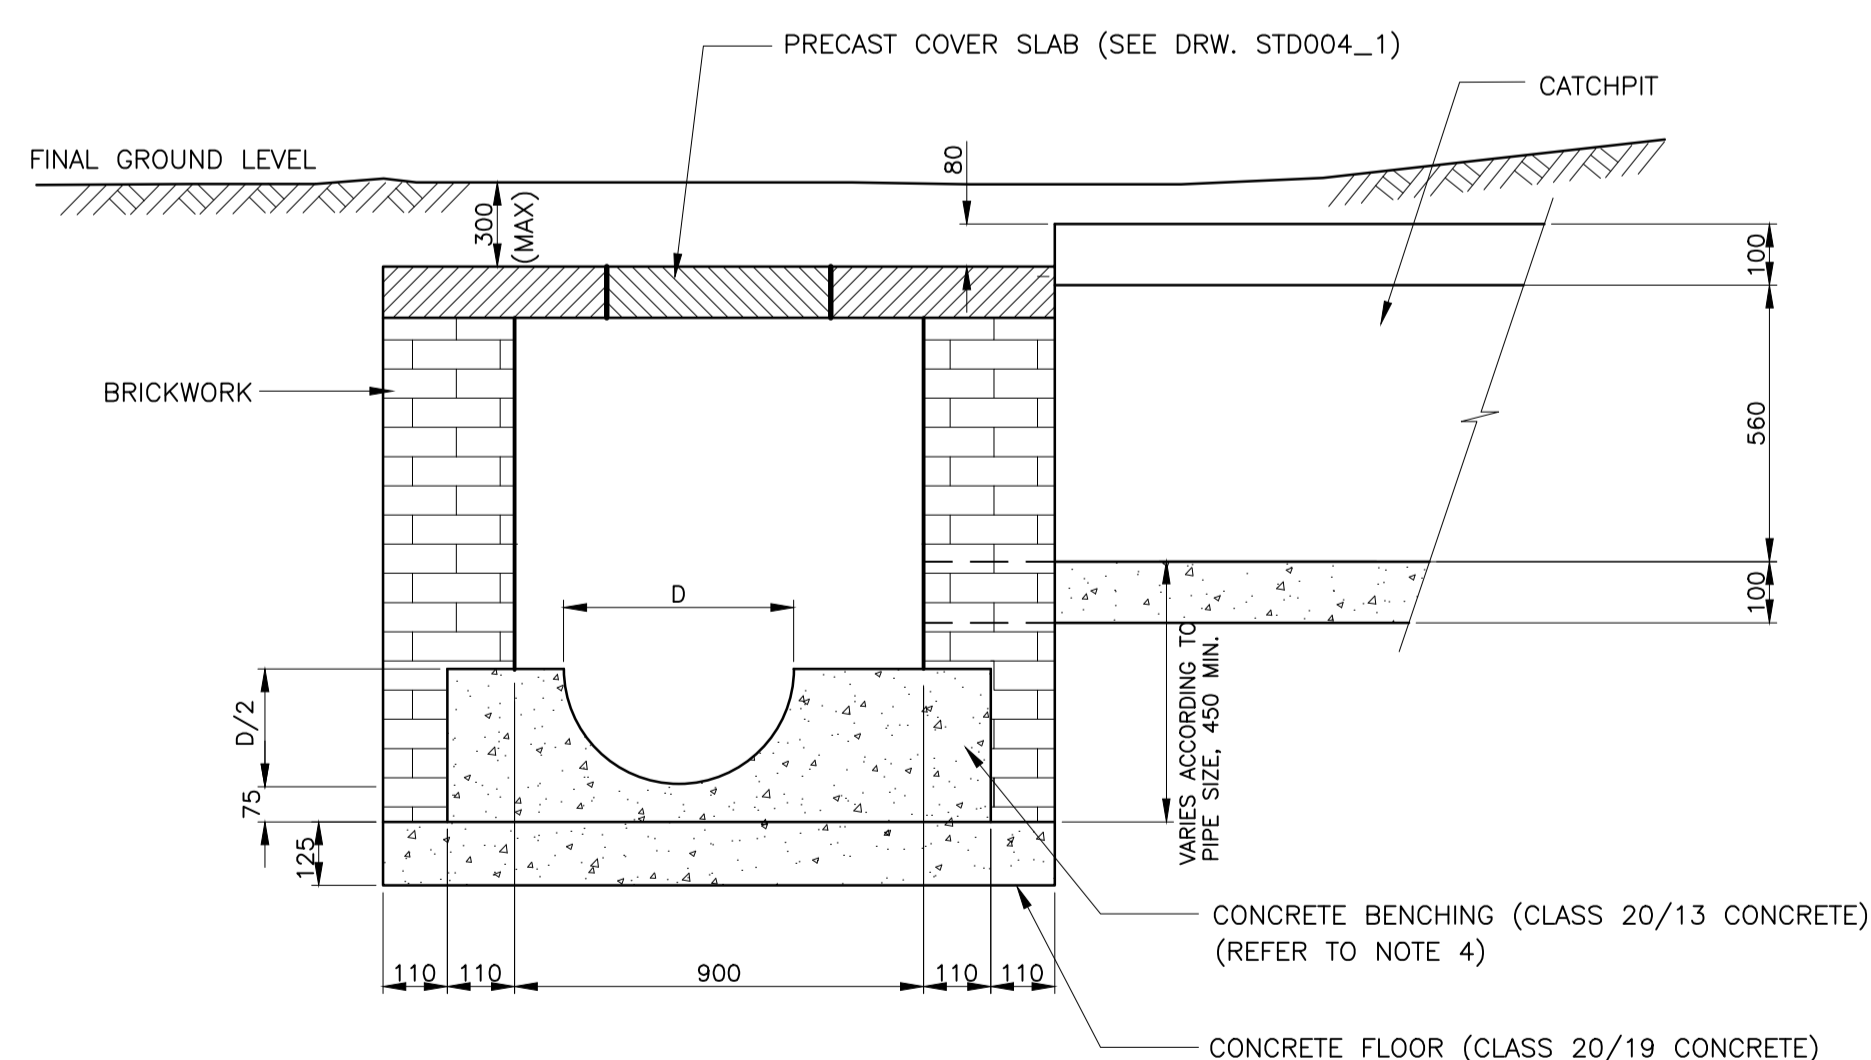 PRECAST COVER SLAB (SEE DRW. STD004_1)
CATCHPIT
FINAL GROUND LEVEL
80
300
(MAX)
100
BRICKWORK
560
D
100
VARIES ACCORDING TO
PIPE SIZE, 450 MIN.
D/2
75
125
CONCRETE BENCHING (CLASS 20/13 CONCRETE)
(REFER TO NOTE 4)
110 110 900 110 110
CONCRETE FLOOR (CLASS 20/19 CONCRETE)